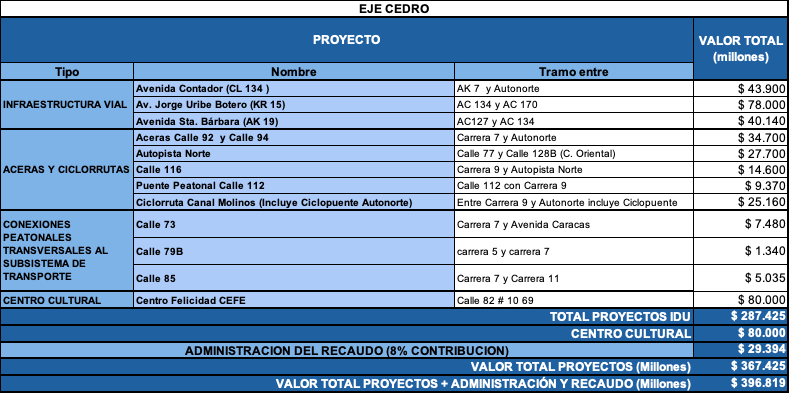 EJE CEDRO
PROYECTO
VALOR TOTAL
(millones)
Tipo Nombre Tramo entre
INFRAESTRUCTURA VIAL
Avenida Contador (CL 134 ) AK 7 y Autonorte $ 43.900
Av. Jorge Uribe Botero (KR 15) AC 134 y AC 170 $ 78.000
Avenida Sta. Bárbara (AK 19) AC127 y AC 134 $ 40.140
ACERAS Y CICLORRUTAS
Aceras Calle 92 y Calle 94 Carrera 7 y Autonorte $ 34.700
Autopista Norte Calle 77 y Calle 128B (C. Oriental) $ 27.700
Calle 116 Carrera 9 y Autopista Norte $ 14.600
Puente Peatonal Calle 112 Calle 112 con Carrera 9 $ 9.370
Ciclorruta Canal Molinos (Incluye Ciclopuente Autonorte) Entre Carrera 9 y Autonorte incluye Ciclopuente $ 25.160
CONEXIONES
PEATONALES
TRANSVERSALES AL
SUBSISTEMA DE
TRANSPORTE
Calle 73 Carrera 7 y Avenida Caracas $ 7.480
Calle 79B carrera 5 y carrera 7 $ 1.340
Calle 85 Carrera 7 y Carrera 11 $ 5.035
CENTRO CULTURAL Centro Felicidad CEFE Calle 82 # 10 69 $ 80.000
TOTAL PROYECTOS IDU $ 287.425
CENTRO CULTURAL $ 80.000
ADMINISTRACION DEL RECAUDO (8% CONTRIBUCION) $ 29.394
VALOR TOTAL PROYECTOS (Millones) $ 367.425
VALOR TOTAL PROYECTOS + ADMINISTRACIÓN Y RECAUDO (Millones) $ 396.819